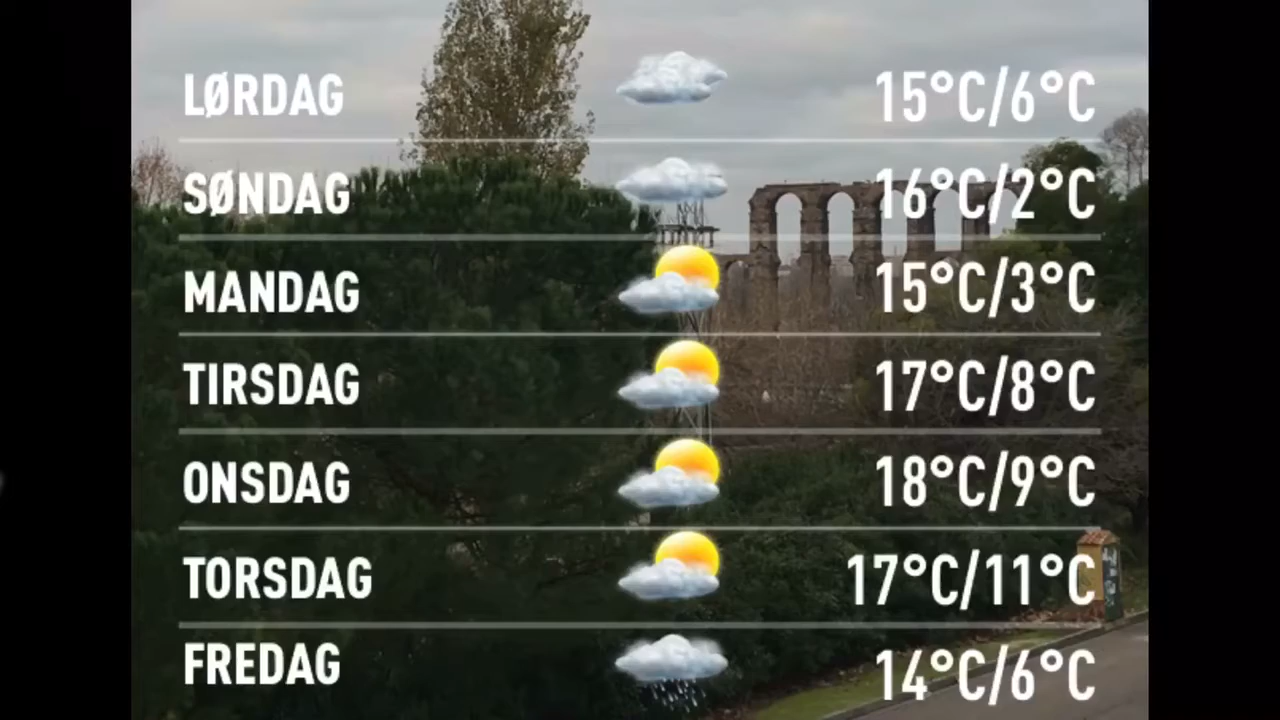 LØRDAG 15°C/6°C
SØNDAG 16°C/2°C
MANDAG 15°C/3°C
TIRSDAG 17°C/8°C
ONSDAG 18°C/9°C
TORSDAG 17°C/11°C
FREDAG 14°C/6°C